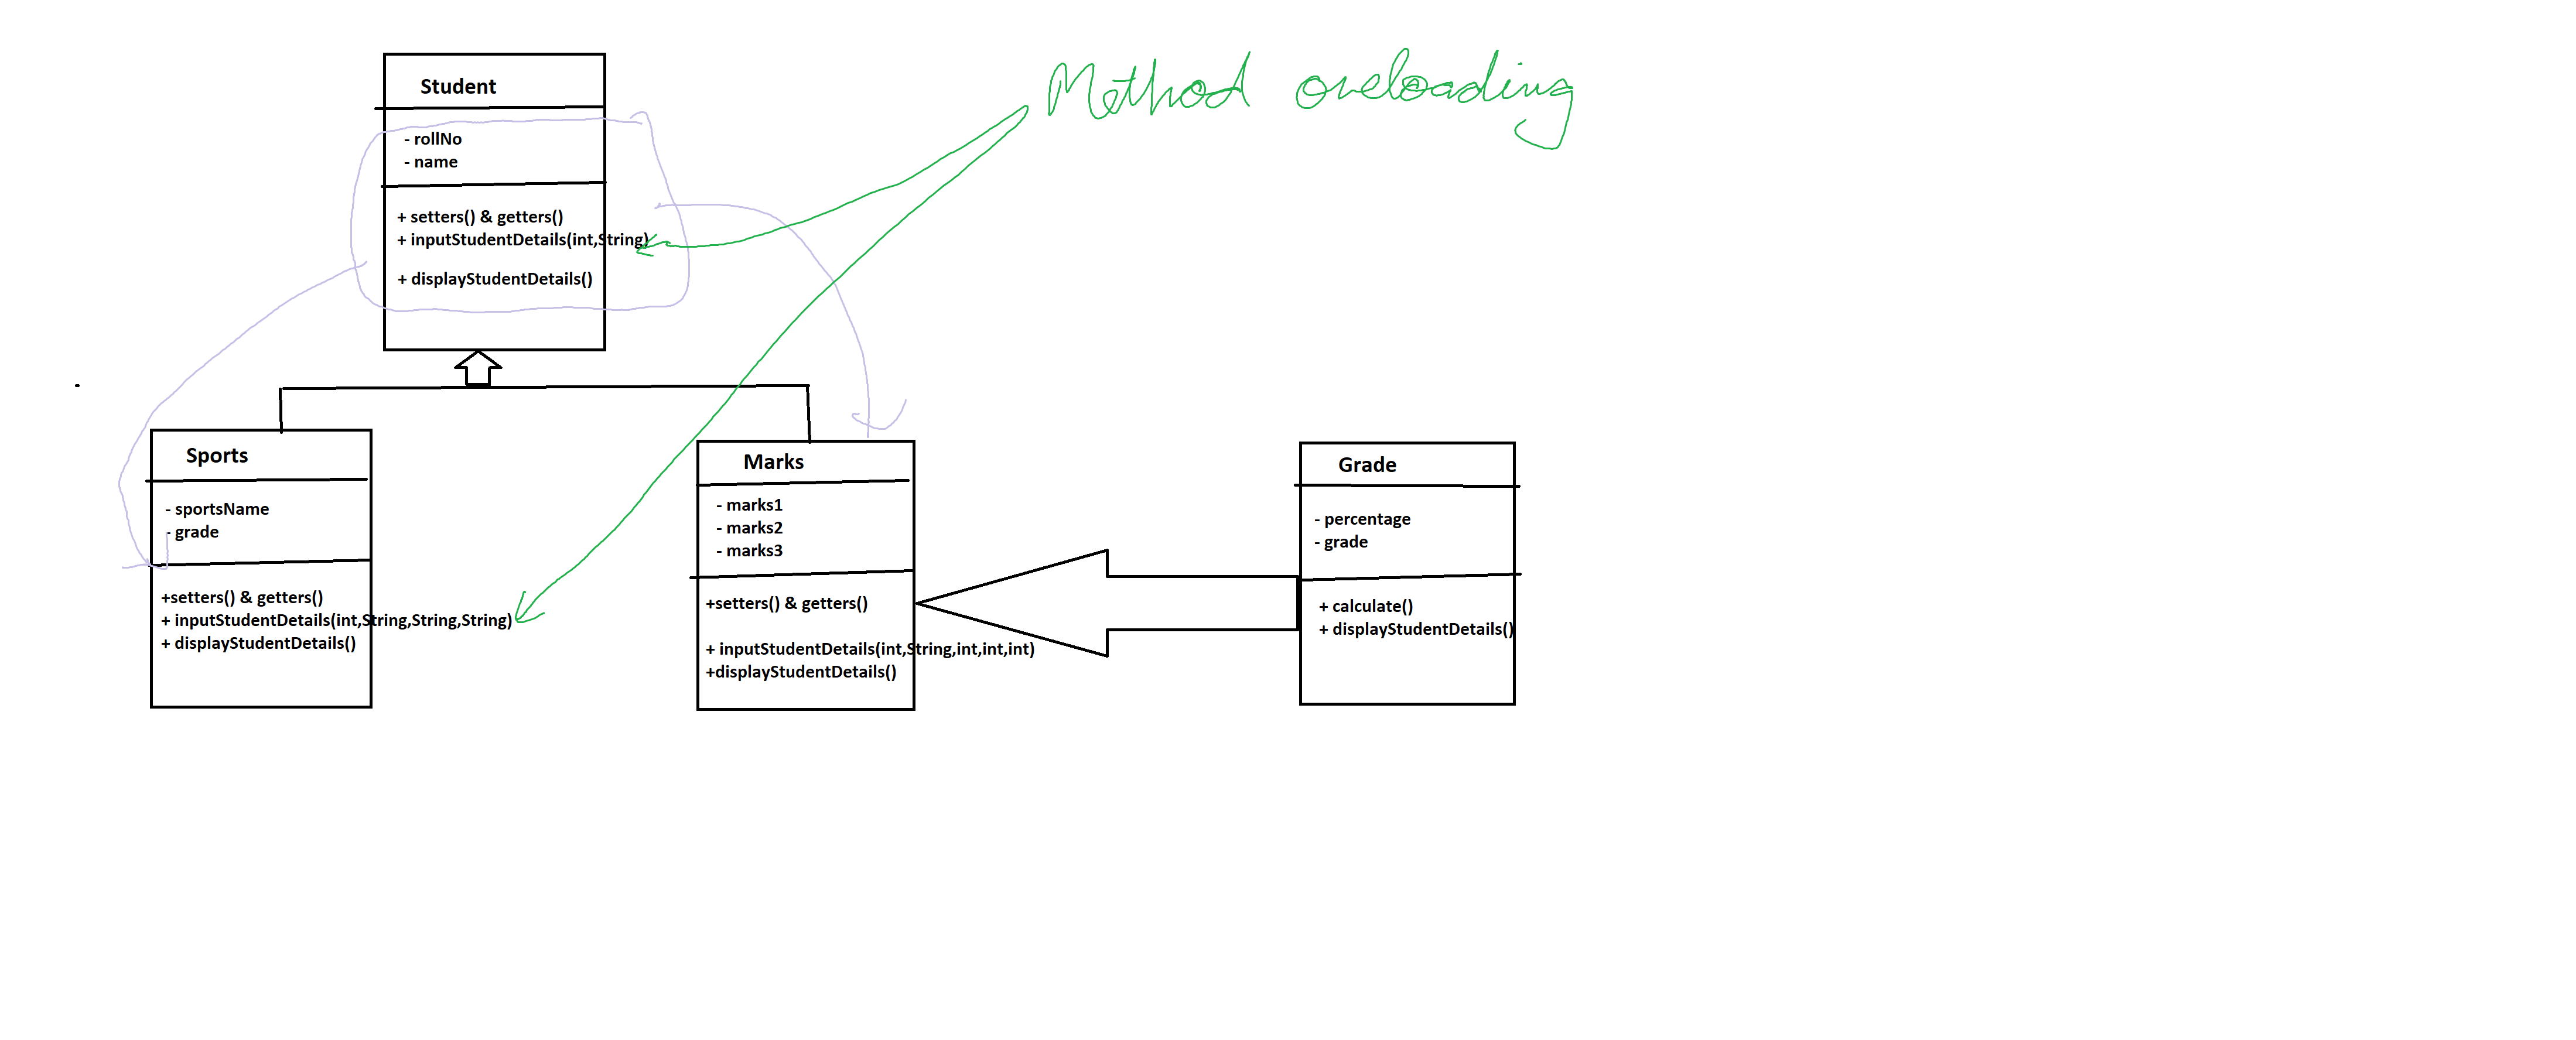 Student
- rollNo
- name
+ setters() & getters()
+ inputStudentDetails(int,String)
+ displayStudentDetails()
Method oveloading
Sports
- sportsName
- grade
+setters() & getters()
+ inputStudentDetails(int,String,String,String)
+ displayStudentDetails()
Marks
- marks1
- marks2
- marks3
+setters() & getters()
+ inputStudentDetails(int,String,int,int,int)
+displayStudentDetails()
Grade
- percentage
- grade
+ calculate()
+ displayStudentDetails()